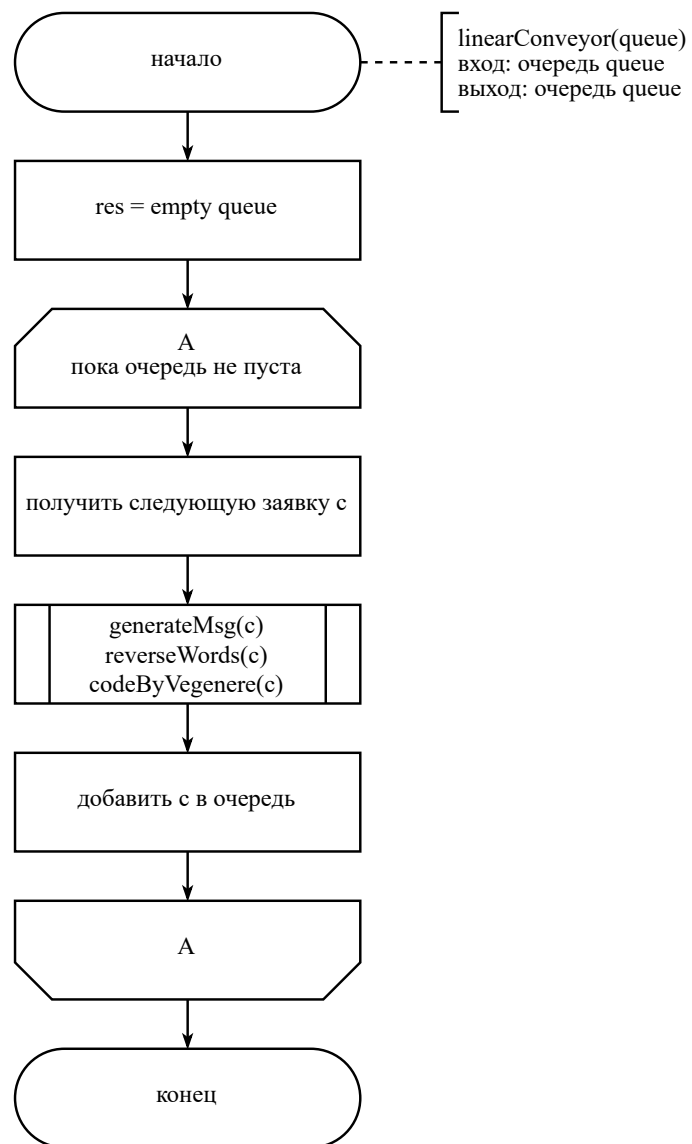 начало
linearConveyor(queue)
вход: очередь queue
выход: очередь queue
res = empty queue
А
пока очередь не пуста
получить следующую заявку с
generateMsg(c)
reverseWords(c)
codeByVegenere(c)
добавить с в очередь
А
конец